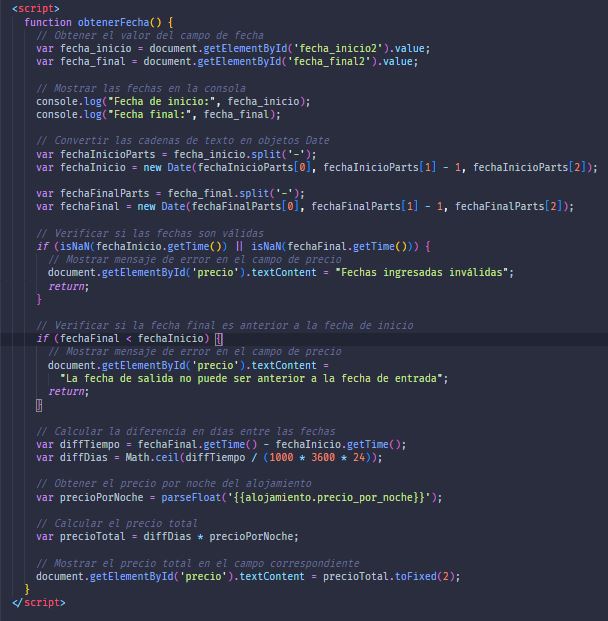 <script>
function obtenerFecha() {
// Obtener el valor del campo de fecha
var fecha_inicio = document.getElementById('fecha_inicio2').value;
var fecha_final = document.getElementById('fecha_final2').value;
// Mostrar las fechas en la consola
console.log("Fecha de inicio:", fecha_inicio);
console.log("Fecha final:", fecha_final);
// Convertir las cadenas de texto en objetos Date
var fechaInicioParts = fecha_inicio.split('-');
var fechaInicio = new Date(fechaInicioParts[0], fechaInicioParts[1] - 1, fechaInicioParts[2]);
var fechaFinalParts = fecha_final.split('-');
var fechaFinal = new Date(fechaFinalParts[0], fechaFinalParts[1] - 1, fechaFinalParts[2]);
// Verificar si las fechas son válidas
if (isNaN(fechaInicio.getTime()) || isNaN(fechaFinal.getTime())) {
// Mostrar mensaje de error en el campo de precio
document.getElementById('precio').textContent = "Fechas ingresadas inválidas";
return;
}
// Verificar si la fecha final es anterior a la fecha de inicio
if (fechaFinal < fechaInicio) {
// Mostrar mensaje de error en el campo de precio
document.getElementById('precio').textContent =
"La fecha de salida no puede ser anterior a la fecha de entrada";
return;
}
// Calcular la diferencia en días entre las fechas
var diffTiempo = fechaFinal.getTime() - fechaInicio.getTime();
var diffDias = Math.ceil(diffTiempo / (1000 * 3600 * 24));
// Obtener el precio por noche del alojamiento
var precioPorNoche = parseFloat('{{alojamiento.precio_por_noche}}');
// Calcular el precio total
var precioTotal = diffDias * precioPorNoche;
// Mostrar el precio total en el campo correspondiente
document.getElementById('precio').textContent = precioTotal.toFixed(2);
}
</script>